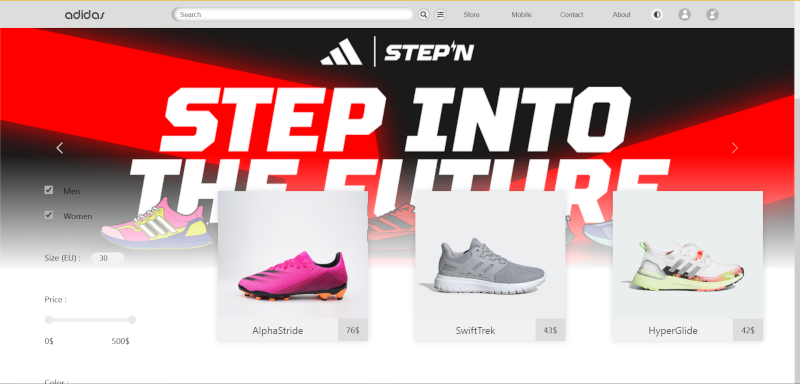 adidas
Search
Store
Mobile
Contact
About
STEP'N
STEP INTO
THE FUTURE
Men
Women
Size (EU) :
30
Price :
0$
500$
Color :
AlphaStride
76$
SwiftTrek
43$
HyperGlide
42$